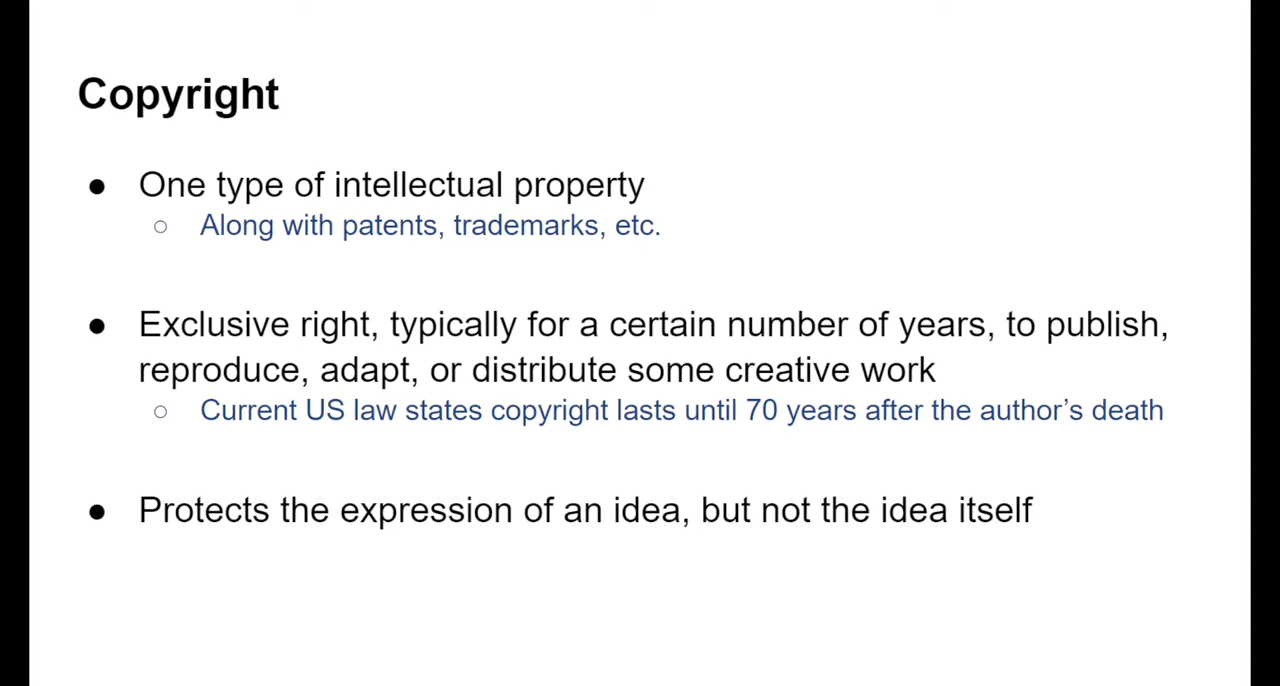 Copyright
● One type of intellectual property
○ Along with patents, trademarks, etc.
● Exclusive right, typically for a certain number of years, to publish,
reproduce, adapt, or distribute some creative work
○ Current US law states copyright lasts until 70 years after the author’s death
● Protects the expression of an idea, but not the idea itself